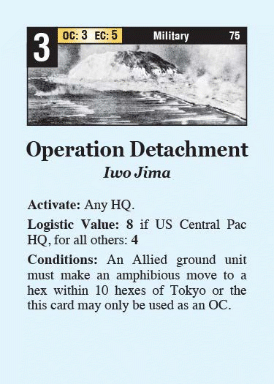 3 OC: 3 EC: 5 Military 75
Operation Detachment
Iwo Jima
Activate: Any HQ.
Logistic Value: 8 if US Central Pac
HQ, for all others: 4
Conditions: An Allied ground unit
must make an amphibious move to a
hex within 10 hexes of Tokyo or the
this card may only be used as an OC.